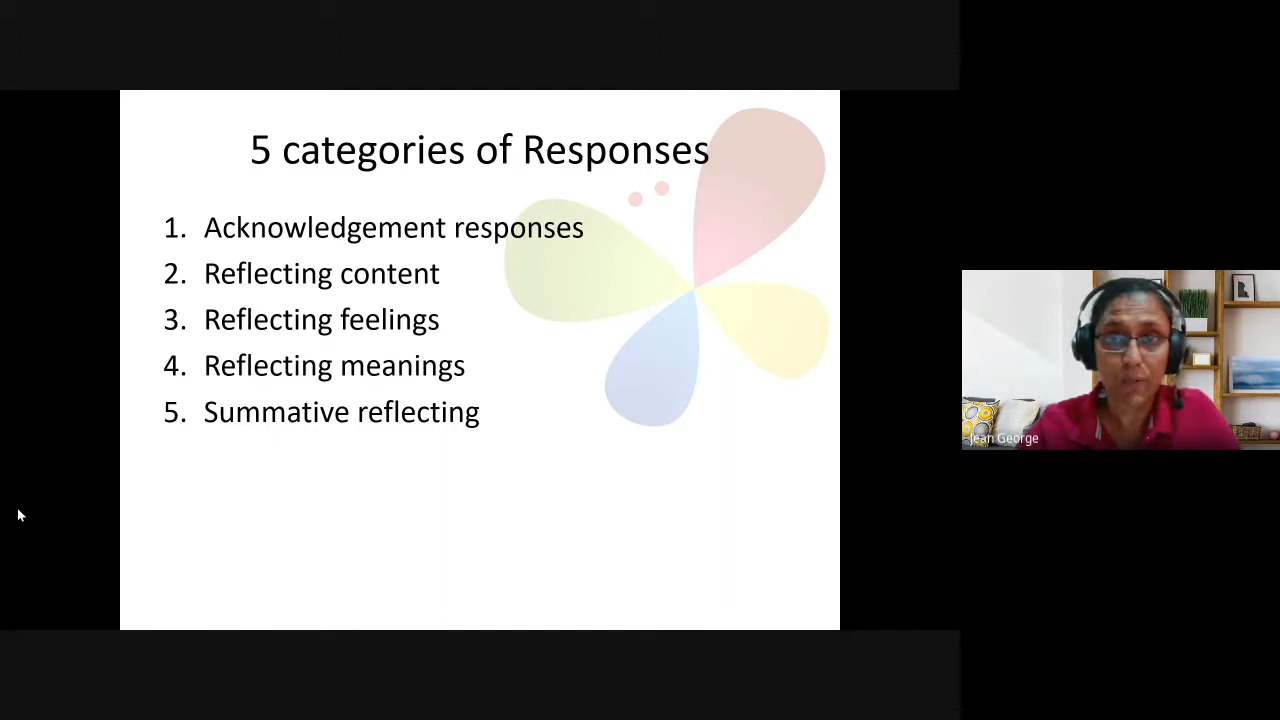 5 categories of Responses
1. Acknowledgement responses
2. Reflecting content
3. Reflecting feelings
4. Reflecting meanings
5. Summative reflecting
Jean George